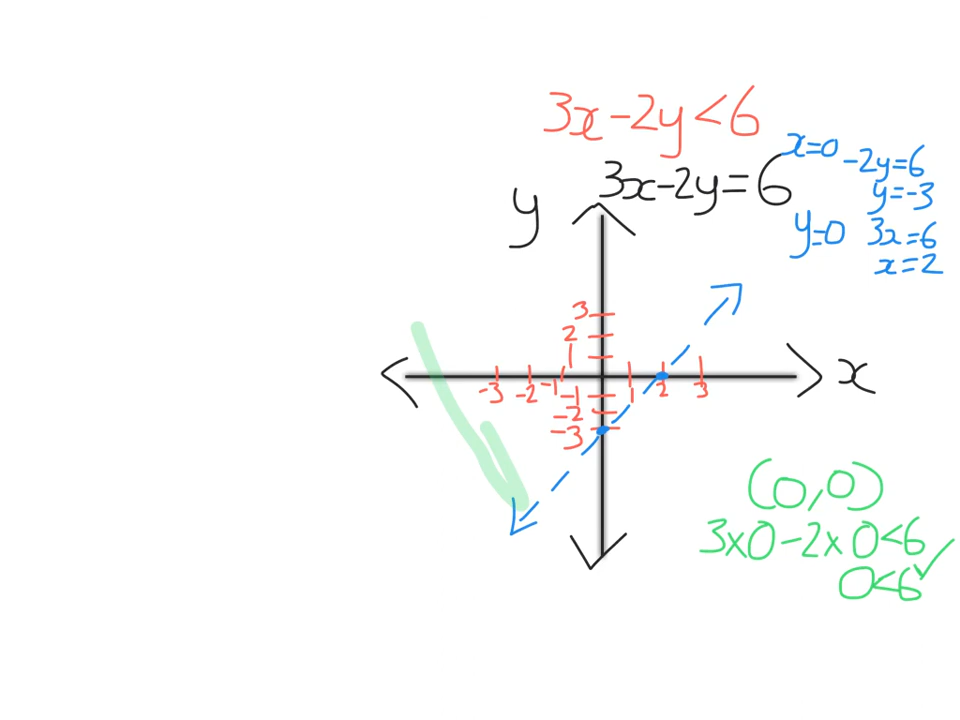 3x-2y<6
3x-2y=6
x=0 -2y=6
y=-3
y=0 3x=6
x=2
y
3
2
1
x
-3 -2 -1 1 2 3
-1
-2
-3
(0,0)
3x0-2x0<6
0<6✓